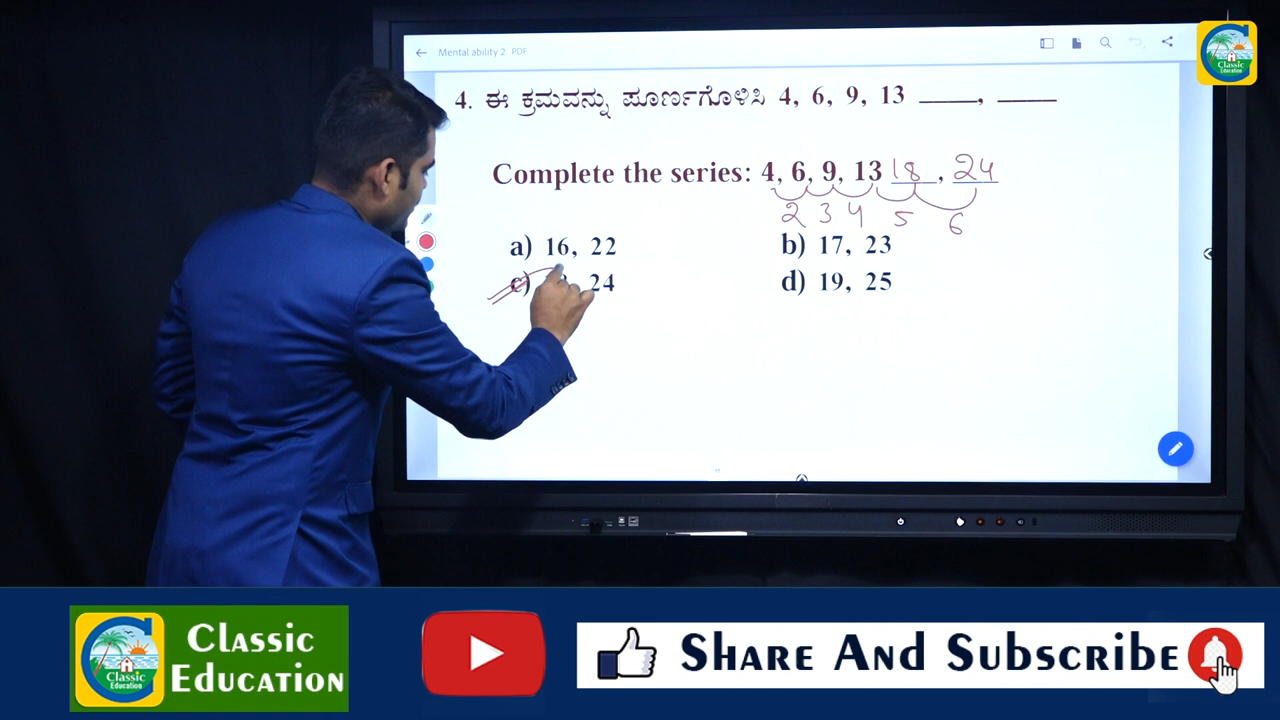 Mental ability 2 PDF
4. ಈ ಕ್ರಮವನ್ನು ಪೂರ್ಣಗೊಳಿಸಿ 4, 6, 9, 13 ____, ____
Complete the series: 4, 6, 9, 13 18, 24
2 3 4 5 6
a) 16, 22 b) 17, 23
c) 24 d) 19, 25
Classic Education
Classic
Education
Share And Subscribe
Classic Education